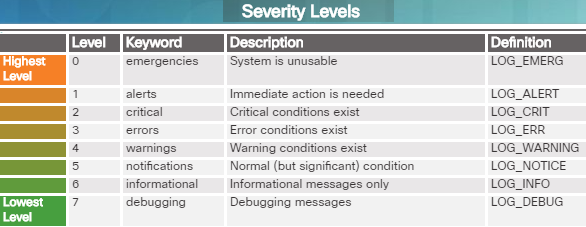 Severity Levels
Level Keyword Description Definition
Highest Level 0 emergencies System is unusable LOG_EMERG
1 alerts Immediate action is needed LOG_ALERT
2 critical Critical conditions exist LOG_CRIT
3 errors Error conditions exist LOG_ERR
4 warnings Warning conditions exist LOG_WARNING
5 notifications Normal (but significant) condition LOG_NOTICE
6 informational Informational messages only LOG_INFO
Lowest Level 7 debugging Debugging messages LOG_DEBUG